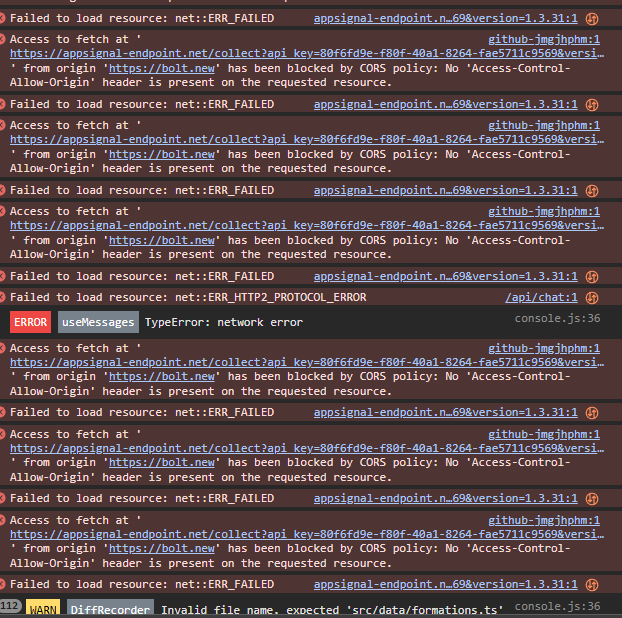 Failed to load resource: net::ERR_FAILED appsignal-endpoint.n…69&version=1.3.31:1
Access to fetch at ' github-jmgjhphm:1
https://appsignal-endpoint.net/collect?api_key=80f6fd9e-f80f-40a1-8264-fae5711c9569&versi…
' from origin 'https://bolt.new' has been blocked by CORS policy: No 'Access-Control-
Allow-Origin' header is present on the requested resource.
Failed to load resource: net::ERR_FAILED appsignal-endpoint.n…69&version=1.3.31:1
Access to fetch at ' github-jmgjhphm:1
https://appsignal-endpoint.net/collect?api_key=80f6fd9e-f80f-40a1-8264-fae5711c9569&versi…
' from origin 'https://bolt.new' has been blocked by CORS policy: No 'Access-Control-
Allow-Origin' header is present on the requested resource.
Failed to load resource: net::ERR_FAILED appsignal-endpoint.n…69&version=1.3.31:1
Access to fetch at ' github-jmgjhphm:1
https://appsignal-endpoint.net/collect?api_key=80f6fd9e-f80f-40a1-8264-fae5711c9569&versi…
' from origin 'https://bolt.new' has been blocked by CORS policy: No 'Access-Control-
Allow-Origin' header is present on the requested resource.
Failed to load resource: net::ERR_FAILED appsignal-endpoint.n…69&version=1.3.31:1
Failed to load resource: net::ERR_HTTP2_PROTOCOL_ERROR /api/chat:1
ERROR useMessages TypeError: network error console.js:36
Access to fetch at ' github-jmgjhphm:1
https://appsignal-endpoint.net/collect?api_key=80f6fd9e-f80f-40a1-8264-fae5711c9569&versi…
' from origin 'https://bolt.new' has been blocked by CORS policy: No 'Access-Control-
Allow-Origin' header is present on the requested resource.
Failed to load resource: net::ERR_FAILED appsignal-endpoint.n…69&version=1.3.31:1
Access to fetch at ' github-jmgjhphm:1
https://appsignal-endpoint.net/collect?api_key=80f6fd9e-f80f-40a1-8264-fae5711c9569&versi…
' from origin 'https://bolt.new' has been blocked by CORS policy: No 'Access-Control-
Allow-Origin' header is present on the requested resource.
Failed to load resource: net::ERR_FAILED appsignal-endpoint.n…69&version=1.3.31:1
Access to fetch at ' github-jmgjhphm:1
https://appsignal-endpoint.net/collect?api_key=80f6fd9e-f80f-40a1-8264-fae5711c9569&versi…
' from origin 'https://bolt.new' has been blocked by CORS policy: No 'Access-Control-
Allow-Origin' header is present on the requested resource.
Failed to load resource: net::ERR_FAILED appsignal-endpoint.n…69&version=1.3.31:1
112 WARN DiffRecorder Invalid file name. expected 'src/data/formations.ts' console.js:36